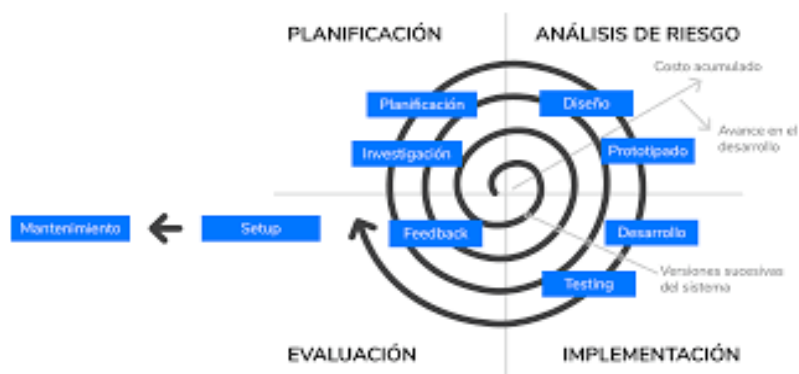 PLANIFICACIÓN
ANÁLISIS DE RIESGO
Costo acumulado
Planificación
Diseño
Avance en el
desarrollo
Investigación
Prototipado
Mantenimiento
Setup
Feedback
Desarrollo
Versiones sucesivas
del sistema
Testing
EVALUACIÓN
IMPLEMENTACIÓN